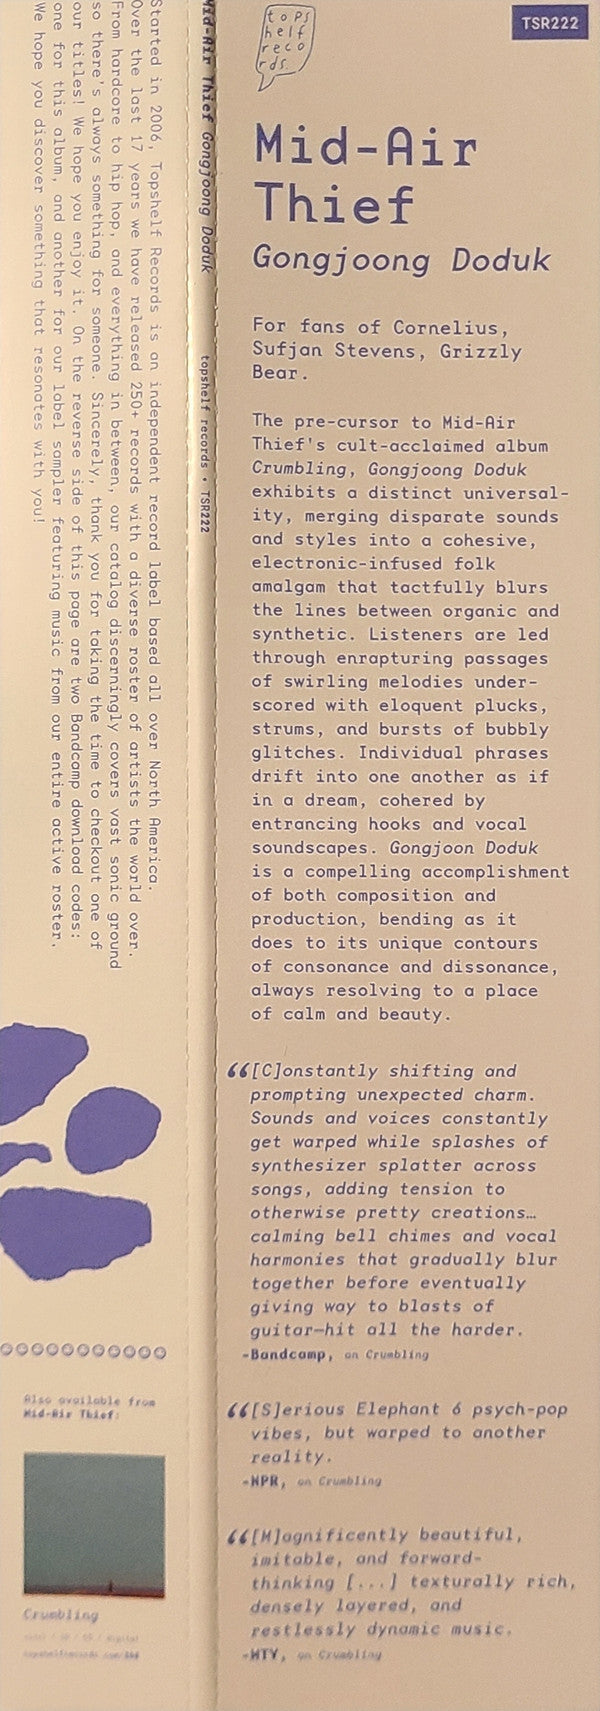 Started in 2006, Topshelf Records is an independent record label based all over North America.
Over the last 17 years we have released 250+ records with a diverse roster of artists the world over.
From hardcore to hip hop, and everything in between, our catalog discerningly covers vast sonic ground
so there's always something for someone. Sincerely, thank you for taking the time to checkout one of
our titles! We hope you enjoy it. On the reverse side of this page are two Bandcamp download codes:
one for this album, and another for our label sampler featuring music from our entire active roster.
We hope you discover something that resonates with you!
Also available from
Mid-Air Thief:
Crumbling
Mid-Air Thief Gongjoong Doduk
topshelf records • TSR222
tops
helf
reco
rds.
TSR222
Mid-Air
Thief
Gongjoong Doduk
For fans of Cornelius,
Sufjan Stevens, Grizzly
Bear.
The pre-cursor to Mid-Air
Thief's cult-acclaimed album
Crumbling, Gongjoong Doduk
exhibits a distinct universal-
ity, merging disparate sounds
and styles into a cohesive,
electronic-infused folk
amalgam that tactfully blurs
the lines between organic and
synthetic. Listeners are led
through enrapturing passages
of swirling melodies under-
scored with eloquent plucks,
strums, and bursts of bubbly
glitches. Individual phrases
drift into one another as if
in a dream, cohered by
entrancing hooks and vocal
soundscapes. Gongjoon Doduk
is a compelling accomplishment
of both composition and
production, bending as it
does to its unique contours
of consonance and dissonance,
always resolving to a place
of calm and beauty.
“[C]onstantly shifting and
prompting unexpected charm.
Sounds and voices constantly
get warped while splashes of
synthesizer splatter across
songs, adding tension to
otherwise pretty creations…
calming bell chimes and vocal
harmonies that gradually blur
together before eventually
giving way to blasts of
guitar—hit all the harder.
-Bandcamp, on Crumbling
“[S]erious Elephant 6 psych-pop
vibes, but warped to another
reality.
-NPR, on Crumbling
“[M]agnificently beautiful,
imitable, and forward-
thinking [...] texturally rich,
densely layered, and
restlessly dynamic music.
-MTV, on Crumbling